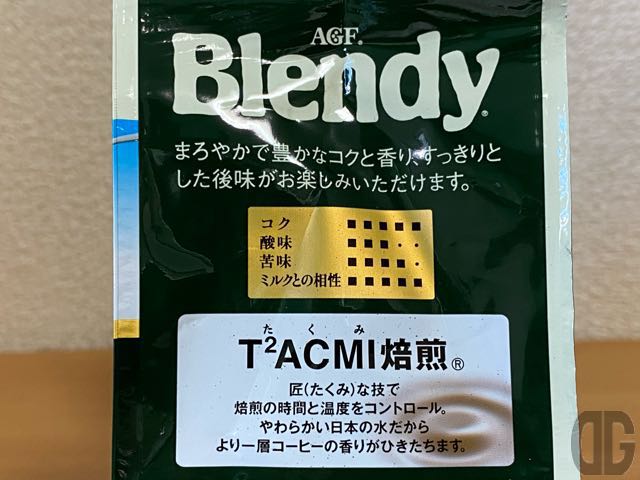 AGF®
Blendy®
まろやかで豊かなコクと香り、すっきりと
した後味がお楽しみいただけます。
コク ■■■■■
酸味 ■■■・・
苦味 ■■■■・
ミルクとの相性 ■■■■■
たくみ
T²ACMI焙煎®
匠(たくみ)な技で
焙煎の時間と温度をコントロール。
やわらかい日本の水だから
より一層コーヒーの香りがひきたちます。
DG